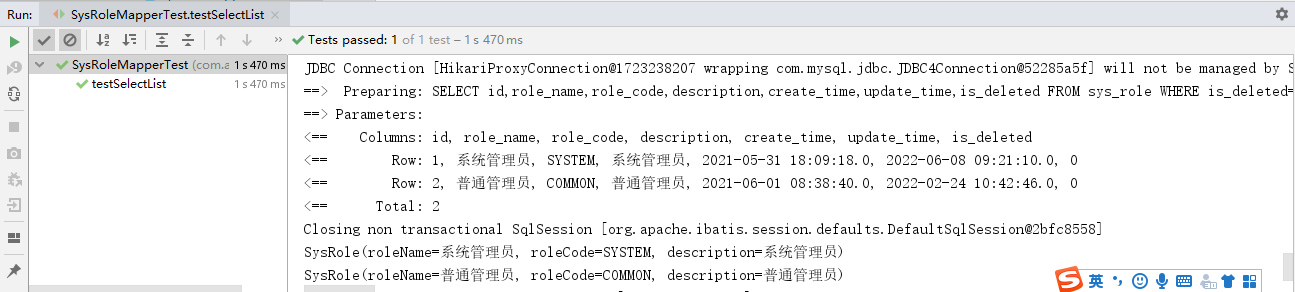 Run: SysRoleMapperTest.testSelectList
Tests passed: 1 of 1 test – 1 s 470 ms
SysRoleMapperTest (com.a 1 s 470 ms
testSelectList 1 s 470 ms
JDBC Connection [HikariProxyConnection@1723238207 wrapping com.mysql.jdbc.JDBC4Connection@52285a5f] will not be managed by S
==> Preparing: SELECT id,role_name,role_code,description,create_time,update_time,is_deleted FROM sys_role WHERE is_deleted=
==> Parameters:
<== Columns: id, role_name, role_code, description, create_time, update_time, is_deleted
<== Row: 1, 系统管理员, SYSTEM, 系统管理员, 2021-05-31 18:09:18.0, 2022-06-08 09:21:10.0, 0
<== Row: 2, 普通管理员, COMMON, 普通管理员, 2021-06-01 08:38:40.0, 2022-02-24 10:42:46.0, 0
<== Total: 2
Closing non transactional SqlSession [org.apache.ibatis.session.defaults.DefaultSqlSession@2bfc8558]
SysRole(roleName=系统管理员, roleCode=SYSTEM, description=系统管理员)
SysRole(roleName=普通管理员, roleCode=COMMON, description=普通管理员)
英